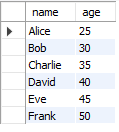 name age
Alice 25
Bob 30
Charlie 35
David 40
Eve 45
Frank 50